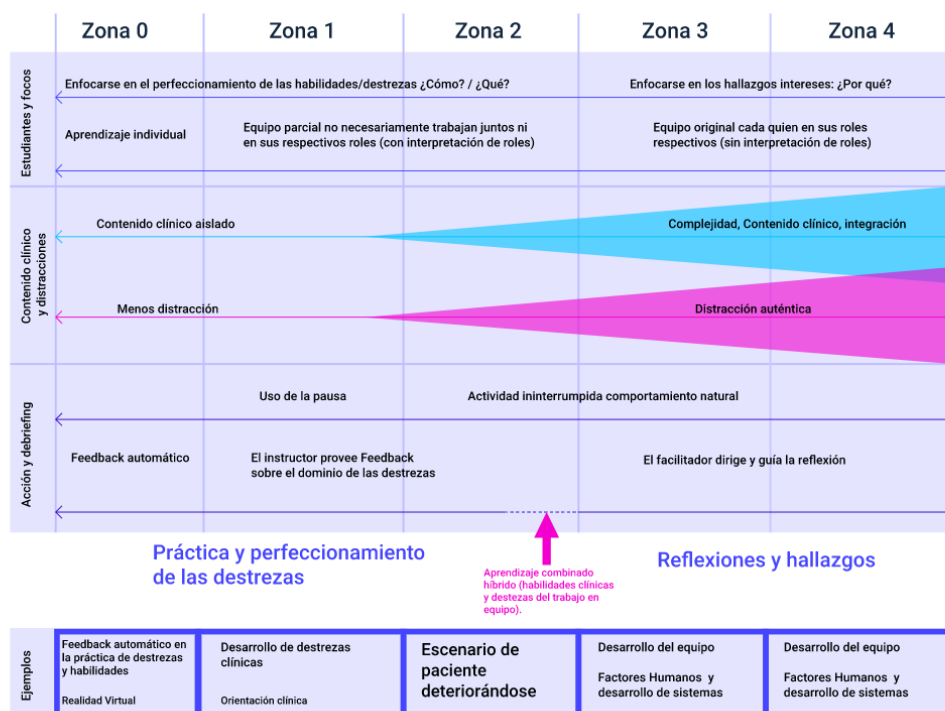 Zona 0
Zona 1
Zona 2
Zona 3
Zona 4
Estudiantes y focos
Enfocarse en el perfeccionamiento de las habilidades/destrezas ¿Cómo? / ¿Qué?
Enfocarse en los hallazgos intereses: ¿Por qué?
Aprendizaje individual
Equipo parcial no necesariamente trabajan juntos ni
en sus respectivos roles (con interpretación de roles)
Equipo original cada quien en sus roles
respectivos (sin interpretación de roles)
Contenido clínico
y distracciones
Contenido clínico aislado
Complejidad, Contenido clínico, integración
Menos distracción
Distracción auténtica
Acción y debriefing
Uso de la pausa
Actividad ininterrumpida comportamiento natural
Feedback automático
El instructor provee Feedback
sobre el dominio de las destrezas
El facilitador dirige y guía la reflexión
Práctica y perfeccionamiento
de las destrezas
Aprendizaje combinado
híbrido (habilidades clínicas
y destezas del trabajo en
equipo).
Reflexiones y hallazgos
Ejemplos
Feedback automático en
la práctica de destrezas
y habilidades
Realidad Virtual
Desarrollo de destrezas
clínicas
Orientación clínica
Escenario de
paciente
deteriorándose
Desarrollo del equipo
Factores Humanos y
desarrollo de sistemas
Desarrollo del equipo
Factores Humanos y
desarrollo de sistemas